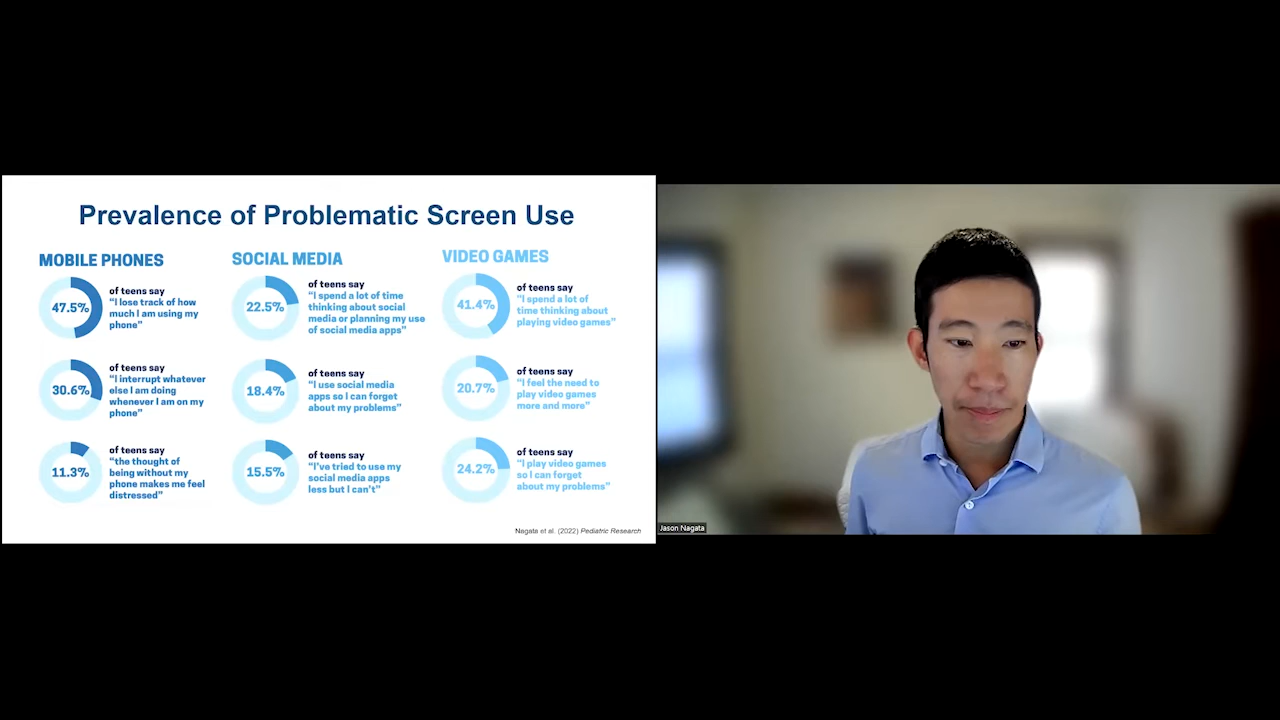 Prevalence of Problematic Screen Use
MOBILE PHONES
47.5%
of teens say
"I lose track of how
much I am using my
phone"
30.6%
of teens say
"I interrupt whatever
else I am doing
whenever I am on my
phone"
11.3%
of teens say
"the thought of
being without my
phone makes me feel
distressed"
SOCIAL MEDIA
22.5%
of teens say
"I spend a lot of time
thinking about social
media or planning my use
of social media apps"
18.4%
of teens say
"I use social media
apps so I can forget
about my problems"
15.5%
of teens say
"I've tried to use my
social media apps
less but I can't"
VIDEO GAMES
41.4%
of teens say
"I spend a lot of
time thinking about
playing video games"
20.7%
of teens say
"I feel the need to
play video games
more and more"
24.2%
of teens say
"I play video games
so I can forget
about my problems"
Nagata et al. (2022) Pediatric Research
Jason Nagata